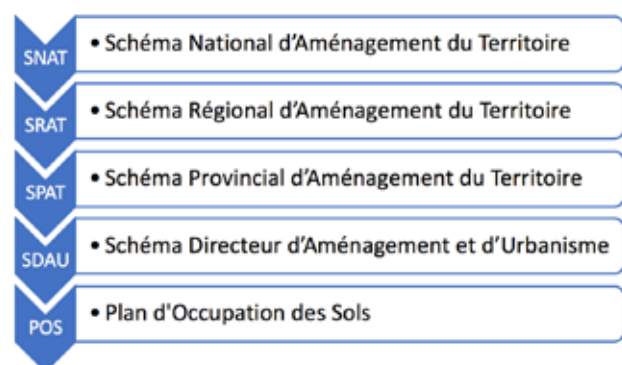 SNAT • Schéma National d’Aménagement du Territoire
SRAT • Schéma Régional d’Aménagement du Territoire
SPAT • Schéma Provincial d’Aménagement du Territoire
SDAU • Schéma Directeur d’Aménagement et d’Urbanisme
POS • Plan d'Occupation des Sols